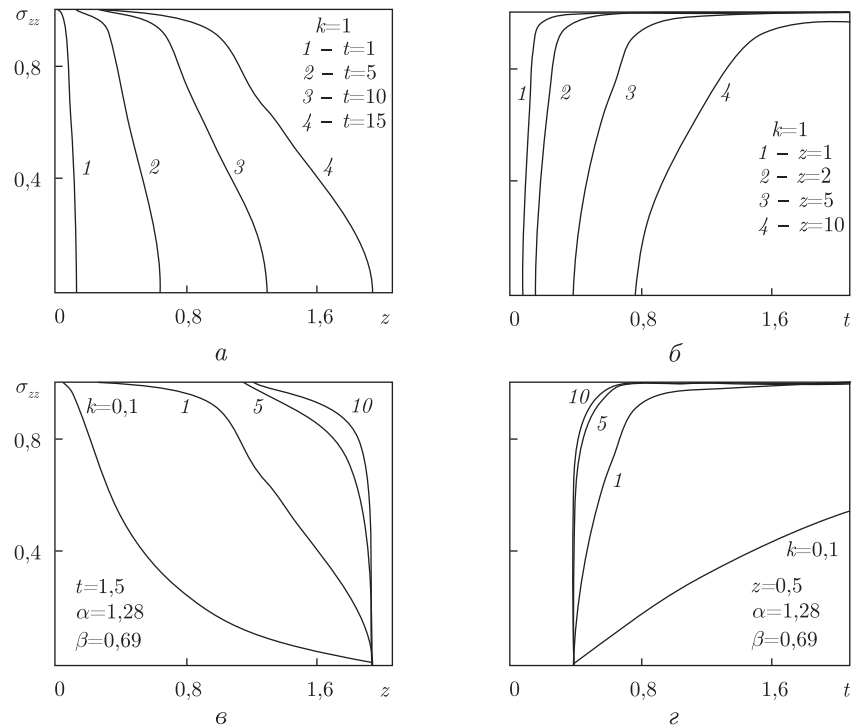 σzz
0,8
0,4
k=1
1 – t=1
2 – t=5
3 – t=10
4 – t=15
1
2
3
4
0
0,8
1,6
z
а
1
2
3
4
k=1
1 – z=1
2 – z=2
3 – z=5
4 – z=10
0
0,8
1,6
t
б
σzz
0,8
0,4
k=0,1
1
5
10
t=1,5
α=1,28
β=0,69
0
0,8
1,6
z
в
10
5
1
k=0,1
z=0,5
α=1,28
β=0,69
0
0,8
1,6
t
г